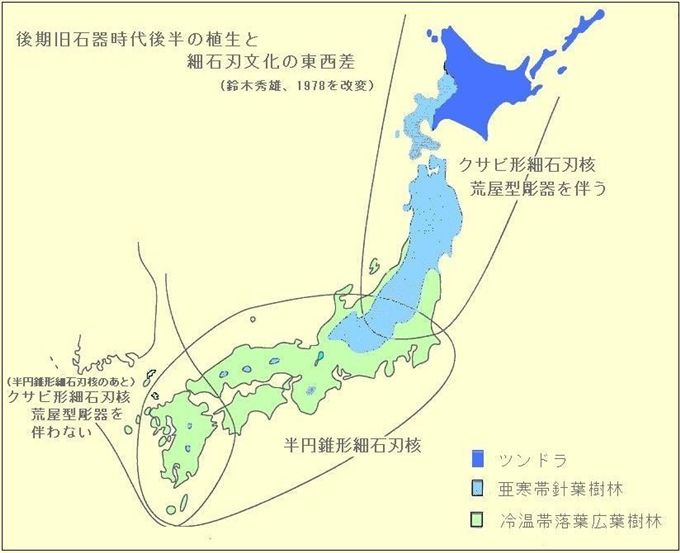 後期旧石器時代後半の植生と
細石刃文化の東西差
（鈴木秀雄、1978を改変）
クサビ形細石刃核
荒屋型彫器を伴う
（半円錐形細石刃核のあと）
クサビ形細石刃核
荒屋型彫器を
伴わない
半円錐形細石刃核
ツンドラ
亜寒帯針葉樹林
冷温帯落葉広葉樹林